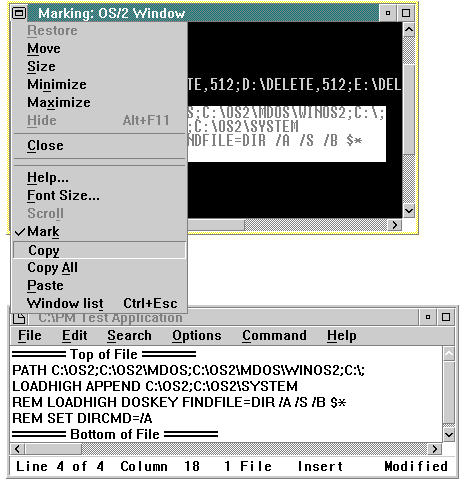 Marking: OS/2 Window
Restore
Move
Size
Minimize
Maximize
Hide Alt+F11
Close
Help...
Font Size...
Scroll
Mark
Copy
Copy All
Paste
Window list Ctrl+Esc
TE,512;D:\DELETE,512;E:\DEL
S;C:\OS2\MDOS\WINOS2;C:\;
;C:\OS2\SYSTEM
NDFILE=DIR /A /S /B $*
C:\PM Test Application
File Edit Search Options Command Help
Top of File
PATH C:\OS2;C:\OS2\MDOS;C:\OS2\MDOS\WINOS2;C:\;
LOADHIGH APPEND C:\OS2;C:\OS2\SYSTEM
REM LOADHIGH DOSKEY FINDFILE=DIR /A /S /B $*
REM SET DIRCMD=/A
Bottom of File
Line 4 of 4 Column 18 1 File Insert Modified